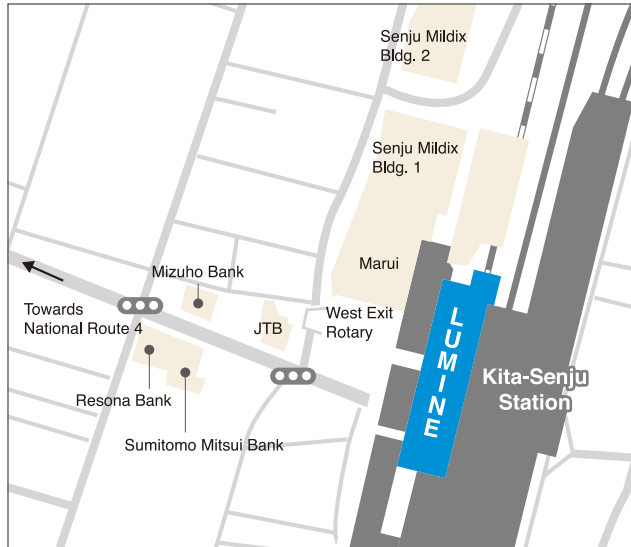 Senju Mildix
Bldg. 2
Senju Mildix
Bldg. 1
Marui
Mizuho Bank
Towards
National Route 4
JTB
West Exit
Rotary
LUMINE
Kita-Senju
Station
Resona Bank
Sumitomo Mitsui Bank